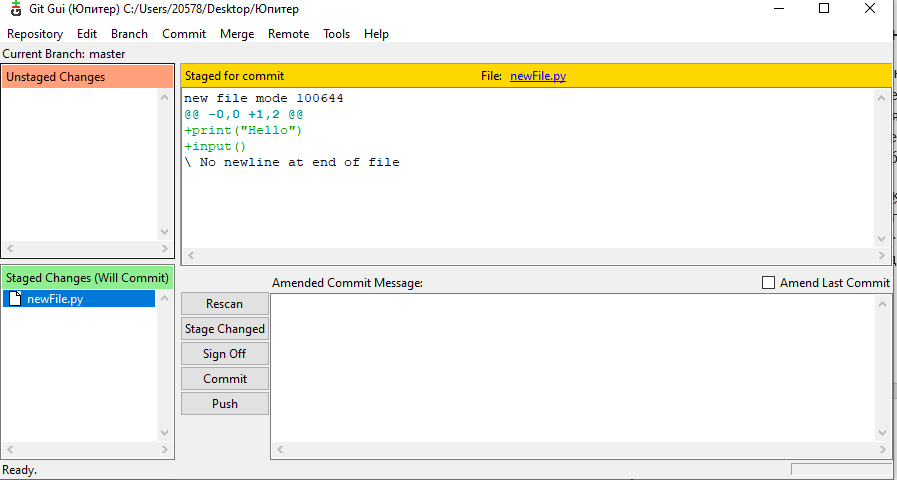 Git Gui (Юпитер) C:/Users/20578/Desktop/Юпитер
Repository Edit Branch Commit Merge Remote Tools Help
Current Branch: master
Unstaged Changes
Staged for commit File: newFile.py
new file mode 100644
@@ -0,0 +1,2 @@
+print("Hello")
+input()
\ No newline at end of file
Staged Changes (Will Commit)
newFile.py
Amended Commit Message: Amend Last Commit
Rescan
Stage Changed
Sign Off
Commit
Push
Ready.